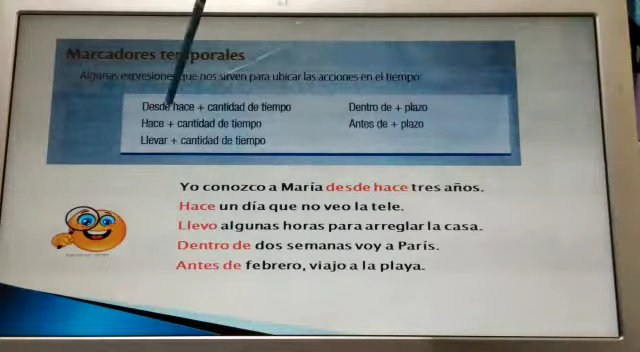 Marcadores temporales
Algunas expresiones que nos sirven para ubicar las acciones en el tiempo:
Desde hace + cantidad de tiempo
Hace + cantidad de tiempo
Llevar + cantidad de tiempo
Dentro de + plazo
Antes de + plazo
Yo conozco a María desde hace tres años.
Hace un día que no veo la tele.
Llevo algunas horas para arreglar la casa.
Dentro de dos semanas voy a París.
Antes de febrero, viajo a la playa.